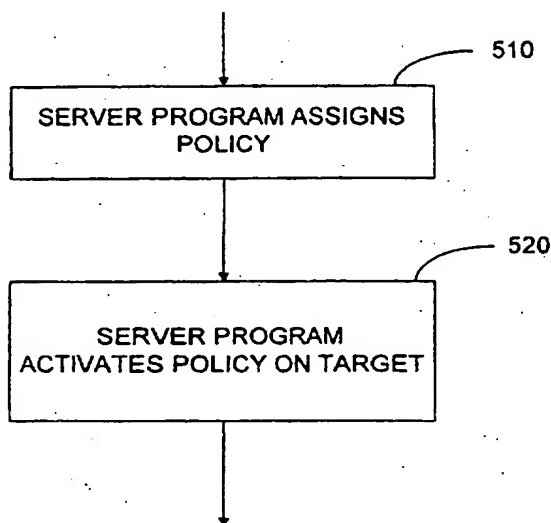 510
SERVER PROGRAM ASSIGNS
POLICY
520
SERVER PROGRAM
ACTIVATES POLICY ON TARGET